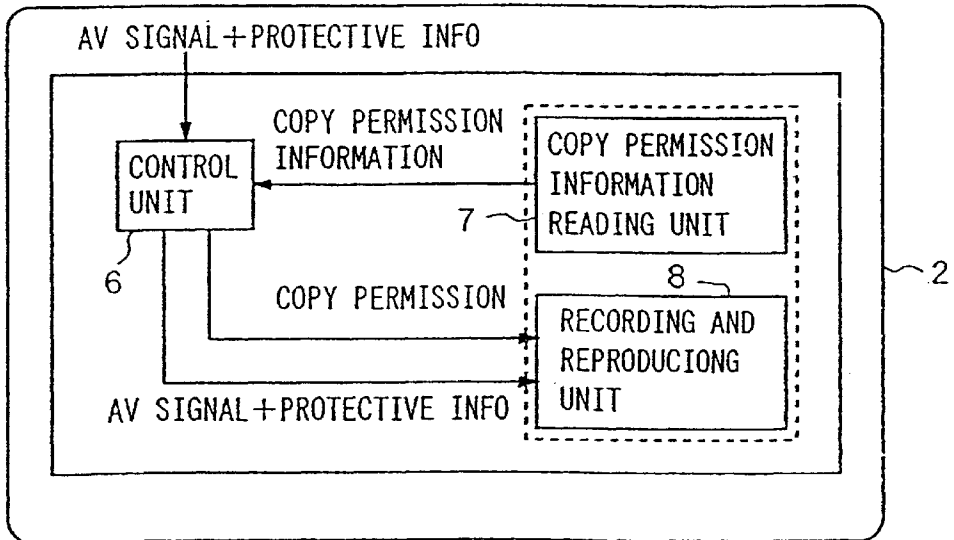 AV SIGNAL+PROTECTIVE INFO
COPY PERMISSION
INFORMATION
CONTROL
UNIT
6
COPY PERMISSION
INFORMATION
READING UNIT
7
2
COPY PERMISSION
8
RECORDING AND
REPRODUCIONG
UNIT
AV SIGNAL+PROTECTIVE INFO